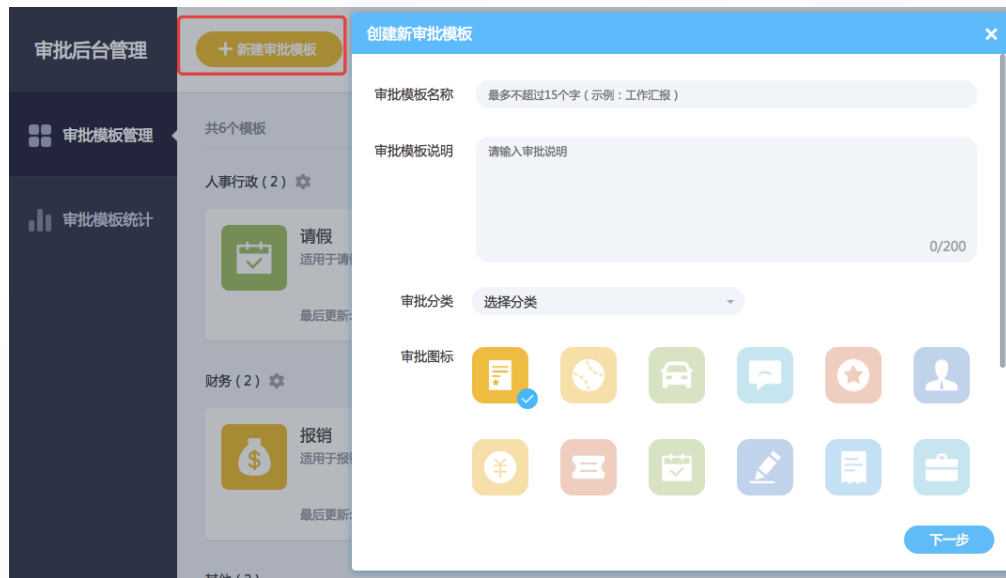 审批后台管理
新建审批模板
创建新审批模板
审批模板管理
审批模板统计
共6个模板
人事行政 ( 2 )
请假
适用于请
最后更新:
财务 ( 2 )
报销
适用于报
最后更新:
审批模板名称
最多不超过15个字 ( 示例：工作汇报 )
审批模板说明
请输入审批说明
0/200
审批分类
选择分类
审批图标
下一步